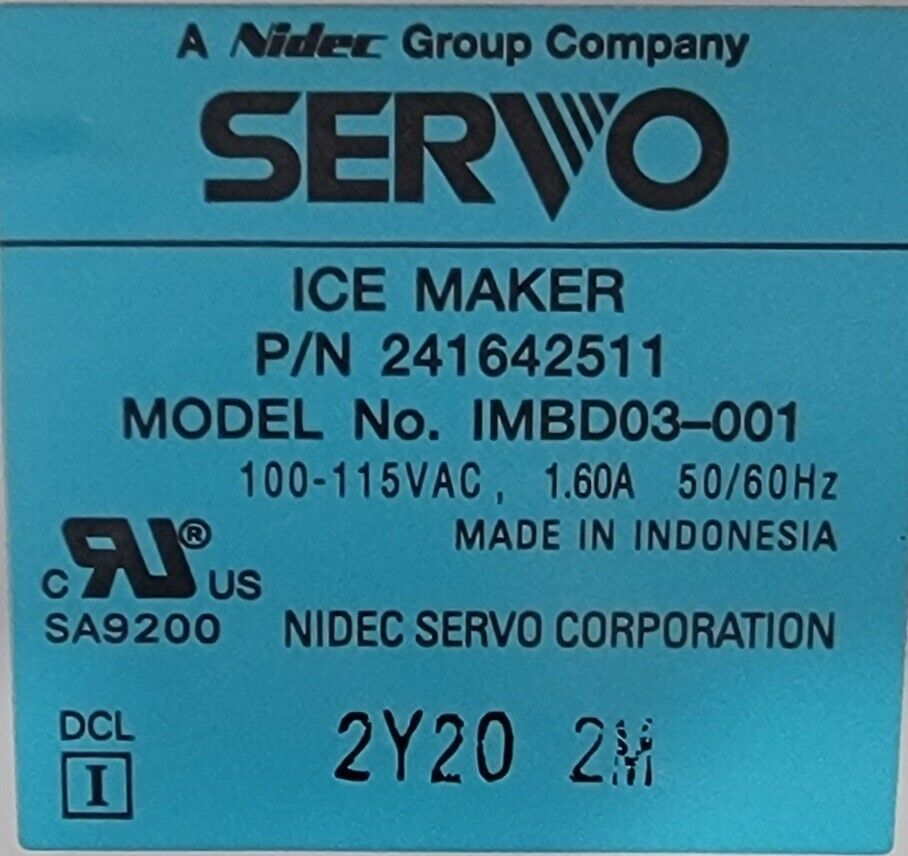 A Nidec Group Company
SERVO
ICE MAKER
P/N 241642511
MODEL No. IMBD03-001
100-115VAC, 1.60A 50/60Hz
MADE IN INDONESIA
C RU® US
SA9200
NIDEC SERVO CORPORATION
DCL
I
2Y20 2M